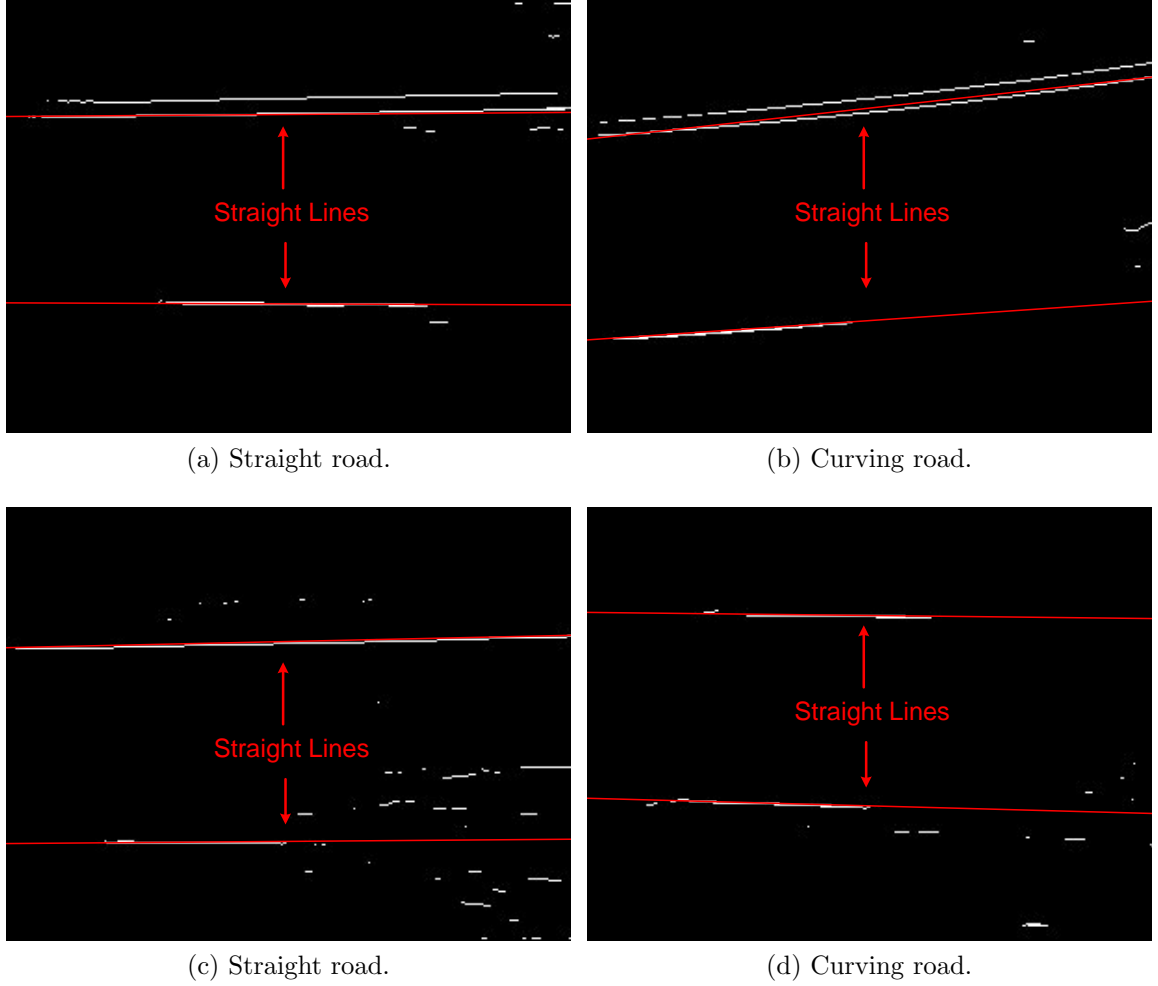 Straight Lines
Straight Lines
(a) Straight road.
(b) Curving road.
Straight Lines
Straight Lines
(c) Straight road.
(d) Curving road.